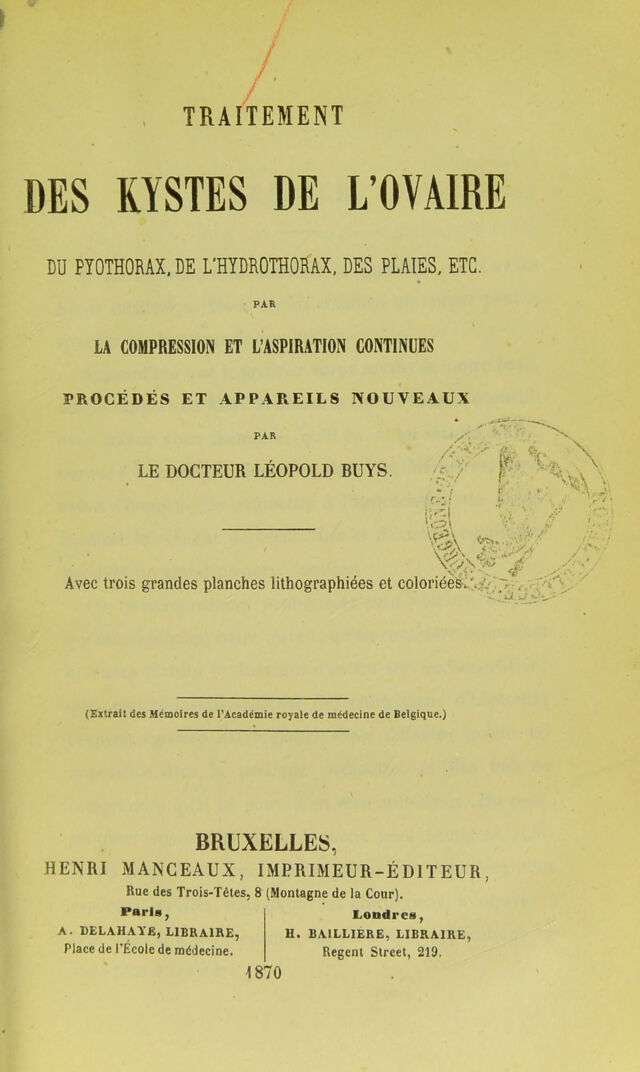 TRAITEMENT
DES KYSTES DE L'OVAIRE
DU PYOTHORAX, DE L'HYDROTHORAX, DES PLAIES, ETC.
PAR
LA COMPRESSION ET L'ASPIRATION CONTINUES
PROCÉDÉS ET APPAREILS NOUVEAUX
PAR
LE DOCTEUR LÉOPOLD BUYS.
Avec trois grandes planches lithographiées et coloriées.
(Extrait des Mémoires de l'Académie royale de médecine de Belgique.)
BRUXELLES,
HENRI MANCEAUX, IMPRIMEUR-ÉDITEUR,
Rue des Trois-Têtes, 8 (Montagne de la Cour).
Paris,
A. DELAHAYE, LIBRAIRE,
Place de l'École de médecine.
Londres,
H. BAILLIERE, LIBRAIRE,
Regent Street, 219.
1870